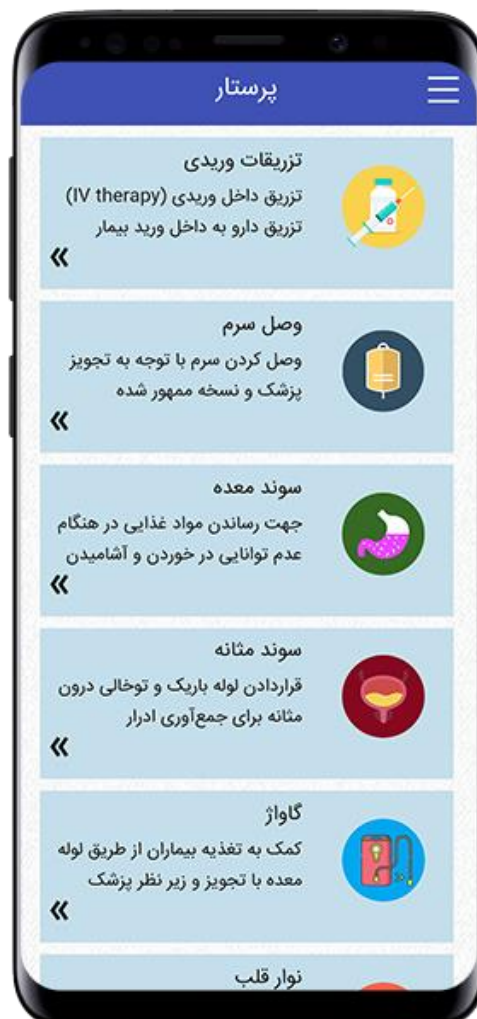 پرستار
تزریقات وریدی
تزریق داخل وریدی (IV therapy)
تزریق دارو به داخل ورید بیمار
»
وصل سرم
وصل کردن سرم با توجه به تجویز
پزشک و نسخه ممهور شده
»
سوند معده
جهت رساندن مواد غذایی در هنگام
عدم توانایی در خوردن و آشامیدن
»
سوند مثانه
قراردادن لوله باریک و توخالی درون
مثانه برای جمع‌آوری ادرار
»
گاواژ
کمک به تغذیه بیماران از طریق لوله
معده با تجویز و زیر نظر پزشک
»
نوار قلب